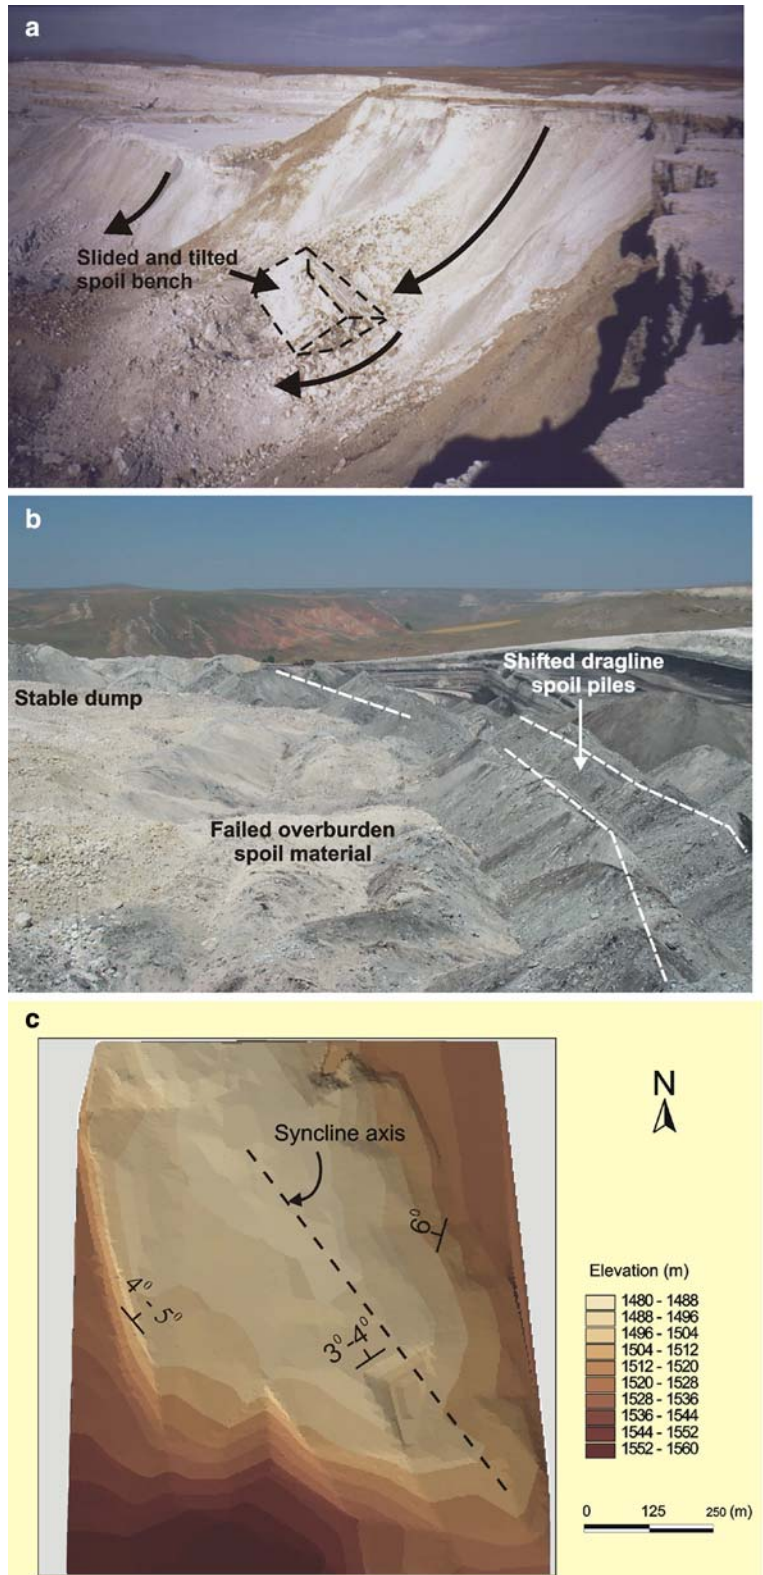 a
Slided and tilted
spoil bench
b
Shifted dragline
spoil piles
Stable dump
Failed overburden
spoil material
c
N
Syncline axis
9°
4° - 5°
3° - 4°
Elevation (m)
1480 - 1488
1488 - 1496
1496 - 1504
1504 - 1512
1512 - 1520
1520 - 1528
1528 - 1536
1536 - 1544
1544 - 1552
1552 - 1560
0 125 250 (m)